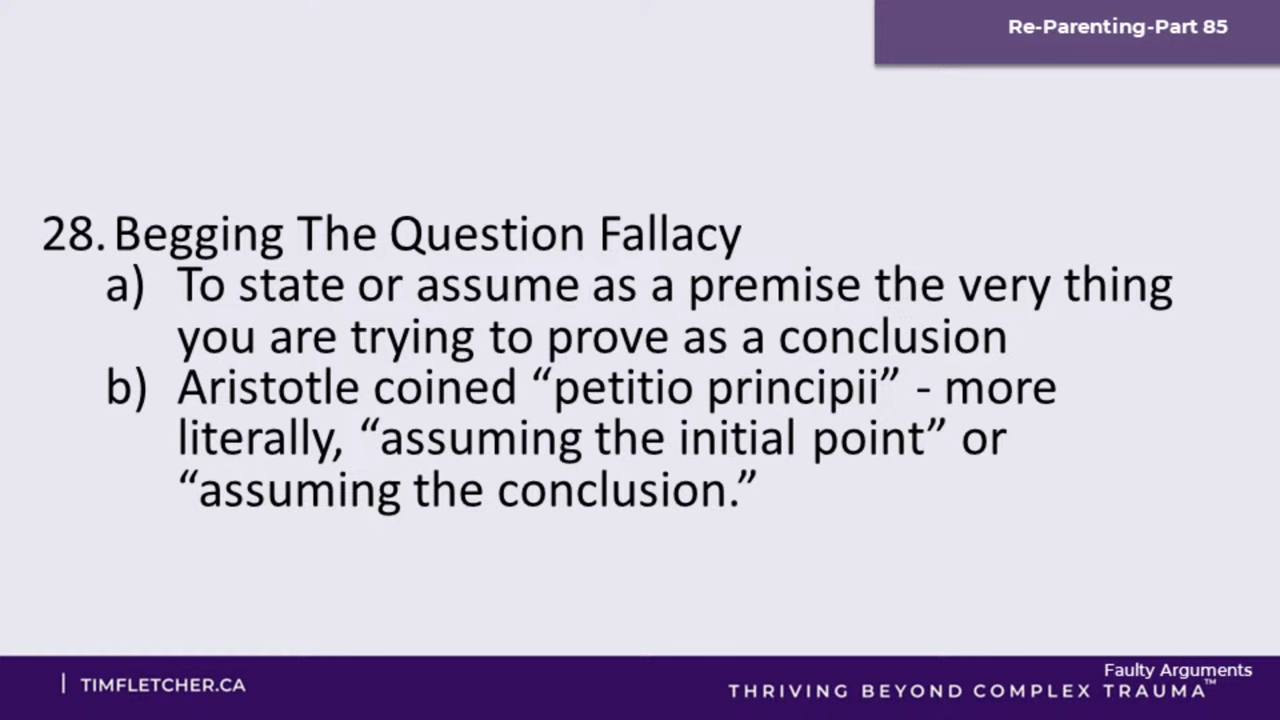 Re-Parenting-Part 85
28. Begging The Question Fallacy
a) To state or assume as a premise the very thing
you are trying to prove as a conclusion
b) Aristotle coined “petitio principii” - more
literally, “assuming the initial point” or
“assuming the conclusion.”
| TIMFLETCHER.CA
Faulty Arguments
THRIVING BEYOND COMPLEX TRAUMA™